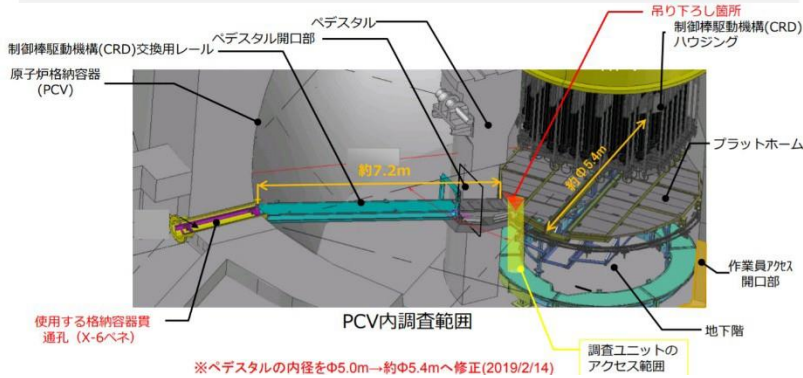 ペデスタル
吊り下ろし箇所
制御棒駆動機構(CRD)
ハウジング
制御棒駆動機構(CRD)交換用レール
ペデスタル開口部
原子炉格納容器
(PCV)
プラットホーム
約7.2m
約Φ5.4m
作業員アクセス
開口部
使用する格納容器貫
通孔（X-6ペネ）
PCV内調査範囲
地下階
調査ユニットの
アクセス範囲
※ペデスタルの内径をΦ5.0m→約Φ5.4mへ修正(2019/2/14)